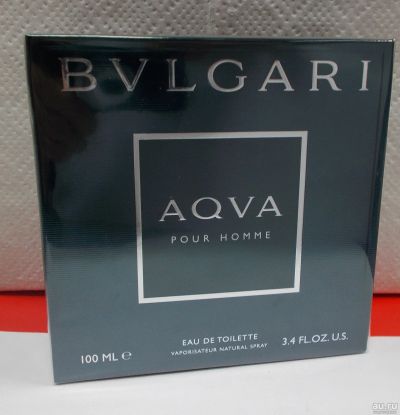 BVLGARI
AQVA
POUR HOMME
EAU DE TOILETTE
VAPORISATEUR NATURAL SPRAY
100 ML ℮
3.4 FL.OZ. U.S.
au.ru